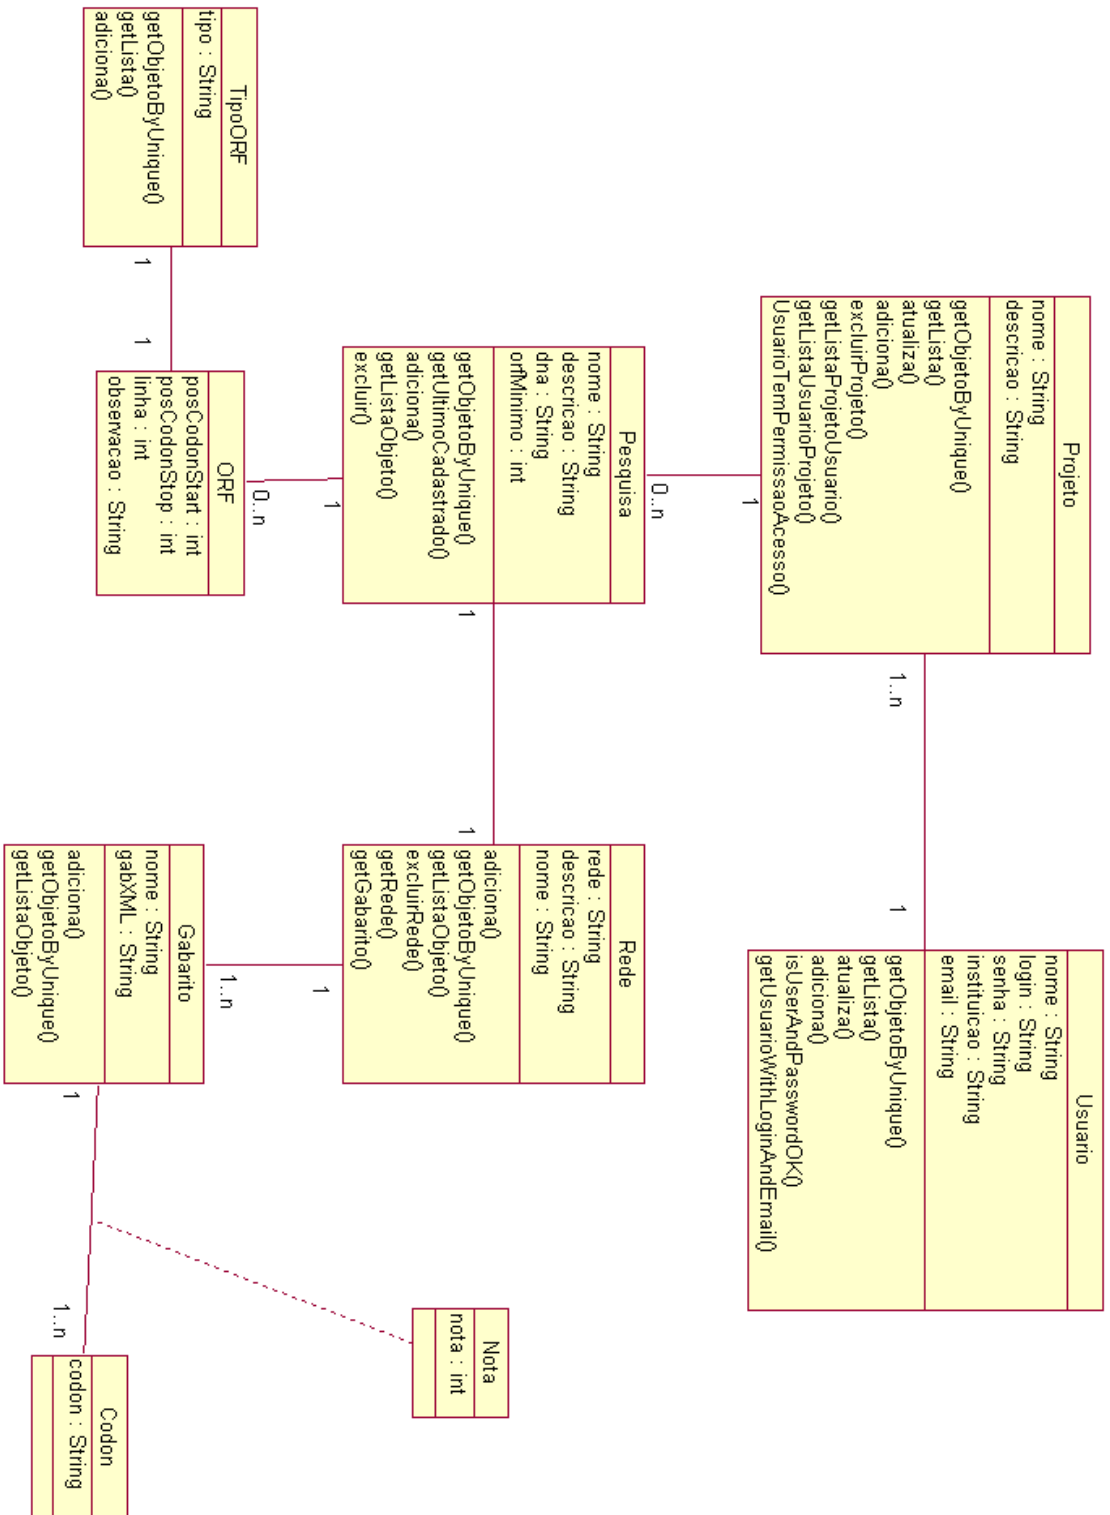 Projeto
nome : String
descricao : String
getObjetoByUnique()
getLista()
atualiza()
adiciona()
excluirProjeto()
getListaProjetoUsuario()
getListaUsuarioProjeto()
UsuarioTemPermissaoAcesso()
1..n
1
Usuario
nome : String
login : String
senha : String
instituicao : String
email : String
getObjetoByUnique()
getLista()
atualiza()
adiciona()
isUserAndPasswordOK()
getUsuarioWithLoginAndEmail()
1
0..n
Pesquisa
nome : String
descricao : String
dna : String
orfMinimo : int
getObjetoByUnique()
getUltimoCadastrado()
adiciona()
getListaObjeto()
excluir()
1
1
Rede
rede : String
descricao : String
nome : String
adiciona()
getObjetoByUnique()
getListaObjeto()
excluirRede()
getRede()
getGabarito()
Nota
nota : int
1
0..n
1
1..n
TipoORF
tipo : String
getObjetoByUnique()
getLista()
adiciona()
1
1
ORF
posCodonStart : int
posCodonStop : int
linha : int
observacao : String
Gabarito
nome : String
gabXML : String
adiciona()
getObjetoByUnique()
getListaObjeto()
1
1..n
Codon
codon : String